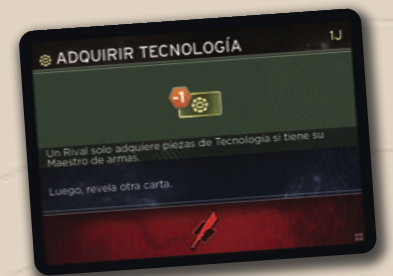 ADQUIRIR TECNOLOGÍA
1J
-1
Un Rival solo adquiere piezas de Tecnología si tiene su
Maestro de armas.
Luego, revela otra carta.